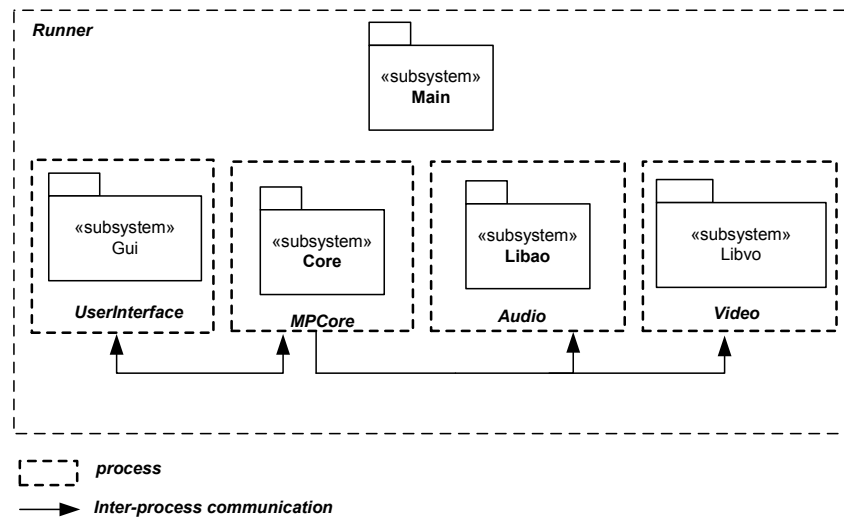 Runner
«subsystem»
Main
«subsystem»
Gui
UserInterface
«subsystem»
Core
MPCore
«subsystem»
Libao
Audio
«subsystem»
Libvo
Video
process
Inter-process communication